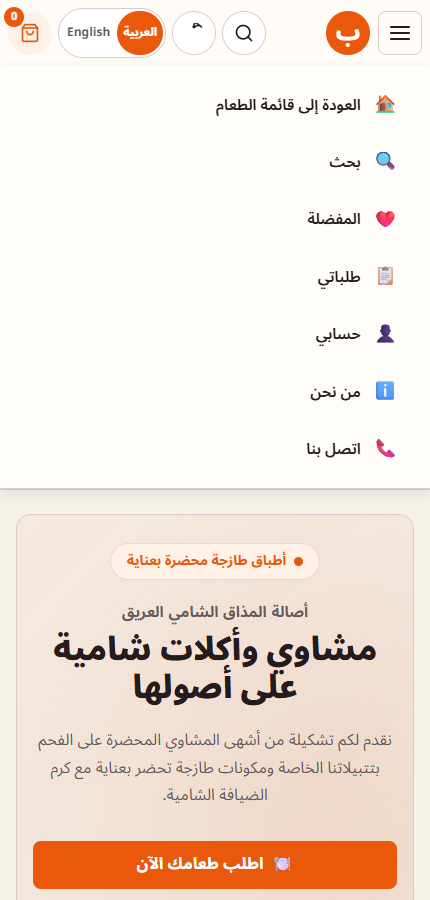 ب
العربية
English
0
العودة إلى قائمة الطعام
بحث
المفضلة
طلباتي
حسابي
من نحن
اتصل بنا
أطباق طازجة محضرة بعناية
أصالة المذاق الشامي العريق
مشاوي وأكلات شامية
على أصولها
نقدم لكم تشكيلة من أشهى المشاوي المحضرة على الفحم
بتتبيلاتنا الخاصة ومكونات طازجة تحضر بعناية مع كرم
الضيافة الشامية.
اطلب طعامك الآن